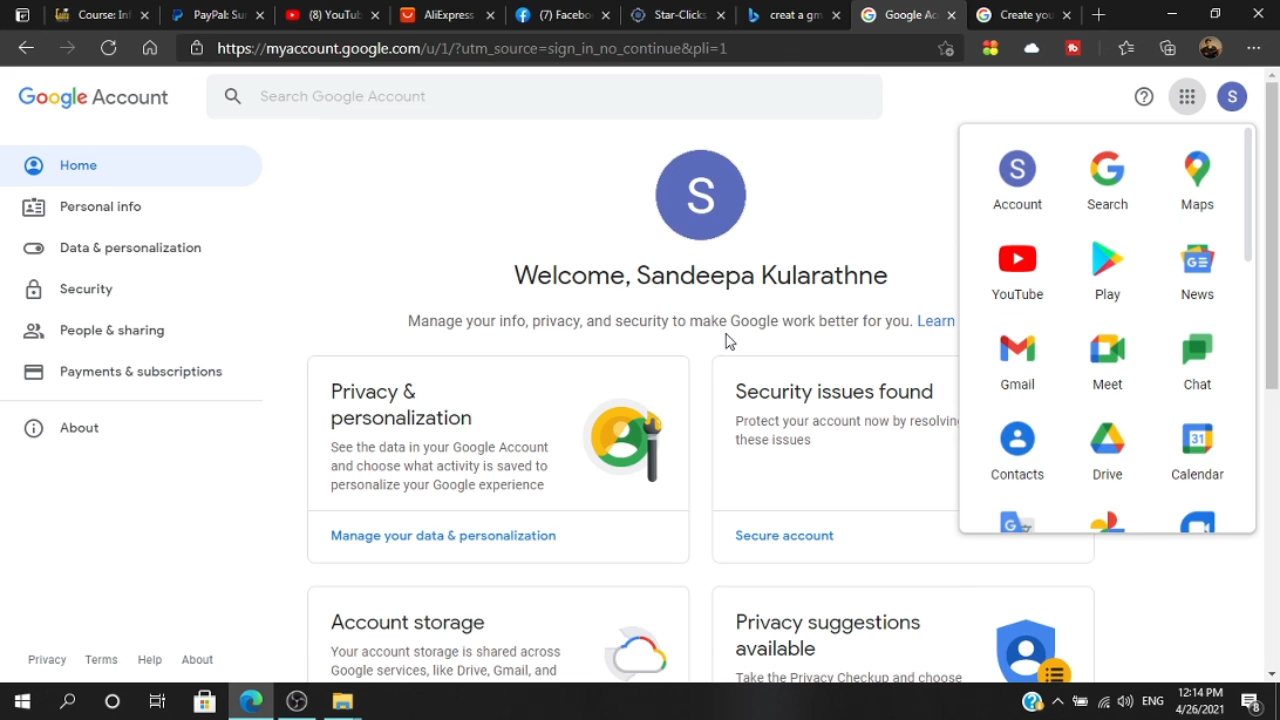 Course: Inf
PayPal: Su
(8) YouTub
AliExpress
(7) Facebo
Star-Clicks
creat a gm
Google Ac
Create you
https://myaccount.google.com/u/1/?utm_source=sign_in_no_continue&pli=1
Google Account
Search Google Account
S
Home
Personal info
Data & personalization
Security
People & sharing
Payments & subscriptions
About
S
Welcome, Sandeepa Kularathne
Manage your info, privacy, and security to make Google work better for you. Learn
Privacy &
personalization
See the data in your Google Account
and choose what activity is saved to
personalize your Google experience
Manage your data & personalization
Security issues found
Protect your account now by resolving
these issues
Secure account
Account storage
Your account storage is shared across
Google services, like Drive, Gmail, and
Privacy suggestions
available
Take the Privacy Checkup and choose
S
Account
Search
Maps
YouTube
Play
GE
News
Gmail
Meet
Chat
Contacts
Drive
31
Calendar
G
Privacy
Terms
Help
About
ENG
12:14 PM
4/26/2021
8